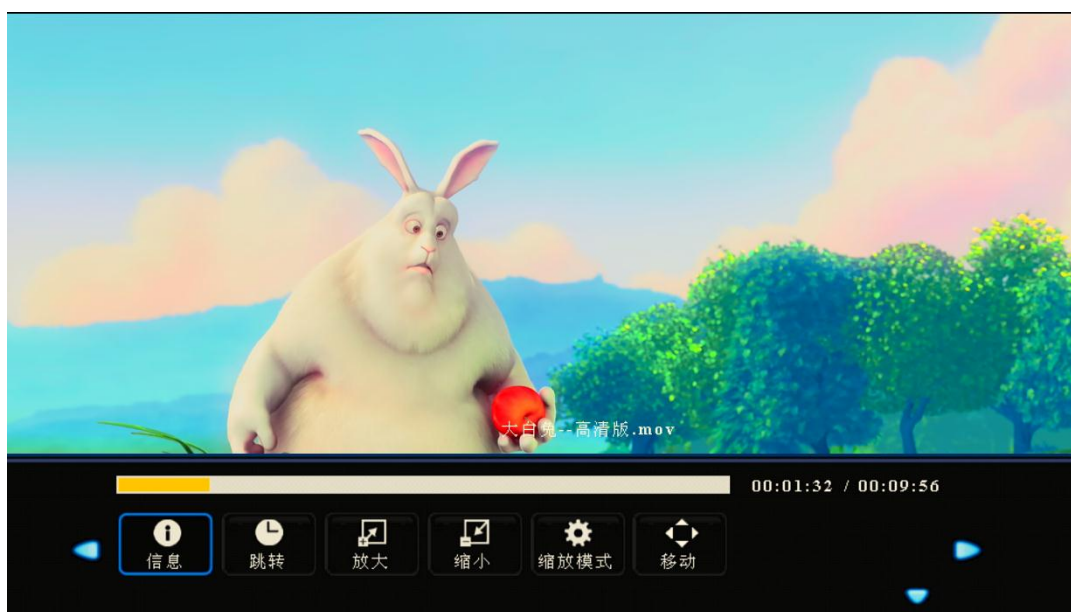 大白兔--高清版.mov
00:01:32 / 00:09:56
信息
跳转
放大
缩小
缩放模式
移动